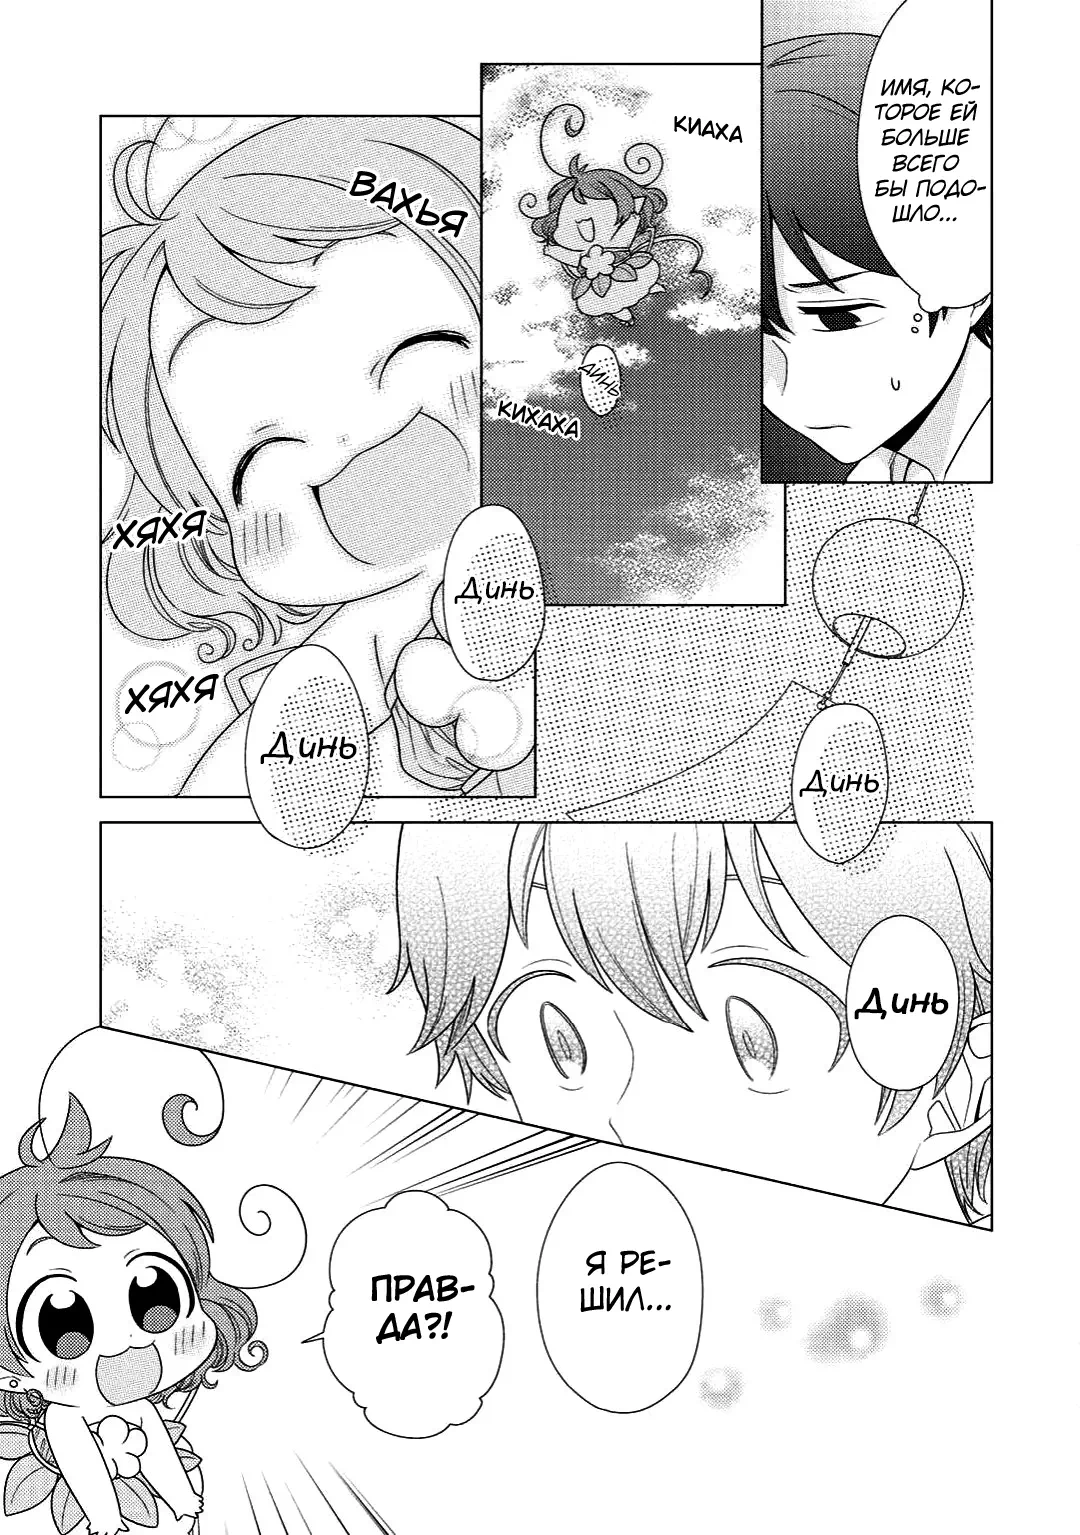 ИМЯ, КО-
ТОРОЕ ЕЙ
БОЛЬШЕ
ВСЕГО
БЫ ПОДО-
ШЛО...
КИАХА
ДИНЬ
КИХАХА
ВАХЬЯ
ХЯХЯ
ХЯХЯ
Динь
Динь
Динь
Динь
Я РЕ-
ШИЛ...
ПРАВ-
ДА?!